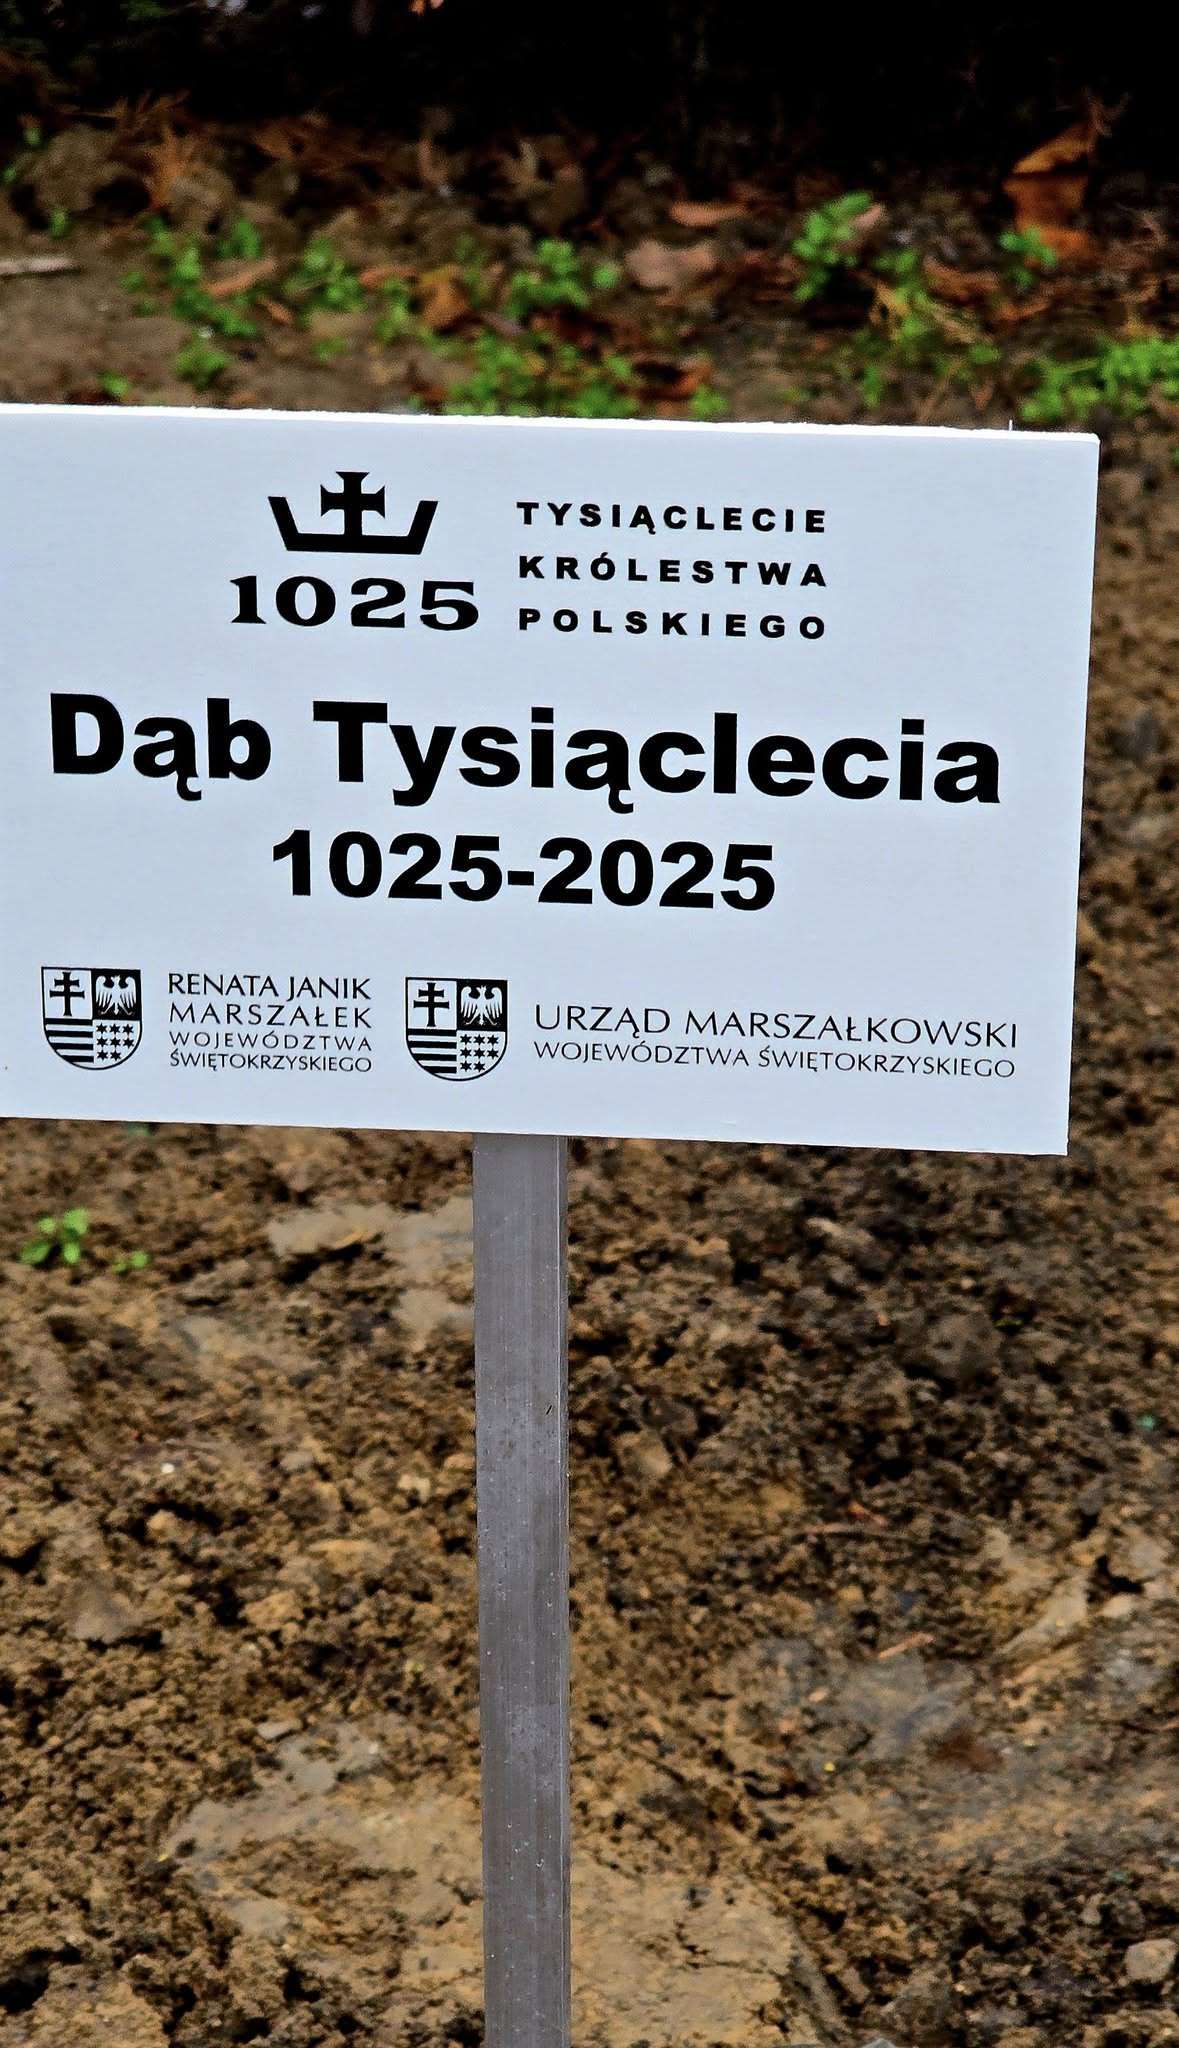 1025
TYSIĄCLECIE
KRÓLESTWA
POLSKIEGO
Dąb Tysiąclecia
1025-2025
RENATA JANIK
MARSZAŁEK
WOJEWÓDZTWA
ŚWIĘTOKRZYSKIEGO
URZĄD MARSZAŁKOWSKI
WOJEWÓDZTWA ŚWIĘTOKRZYSKIEGO